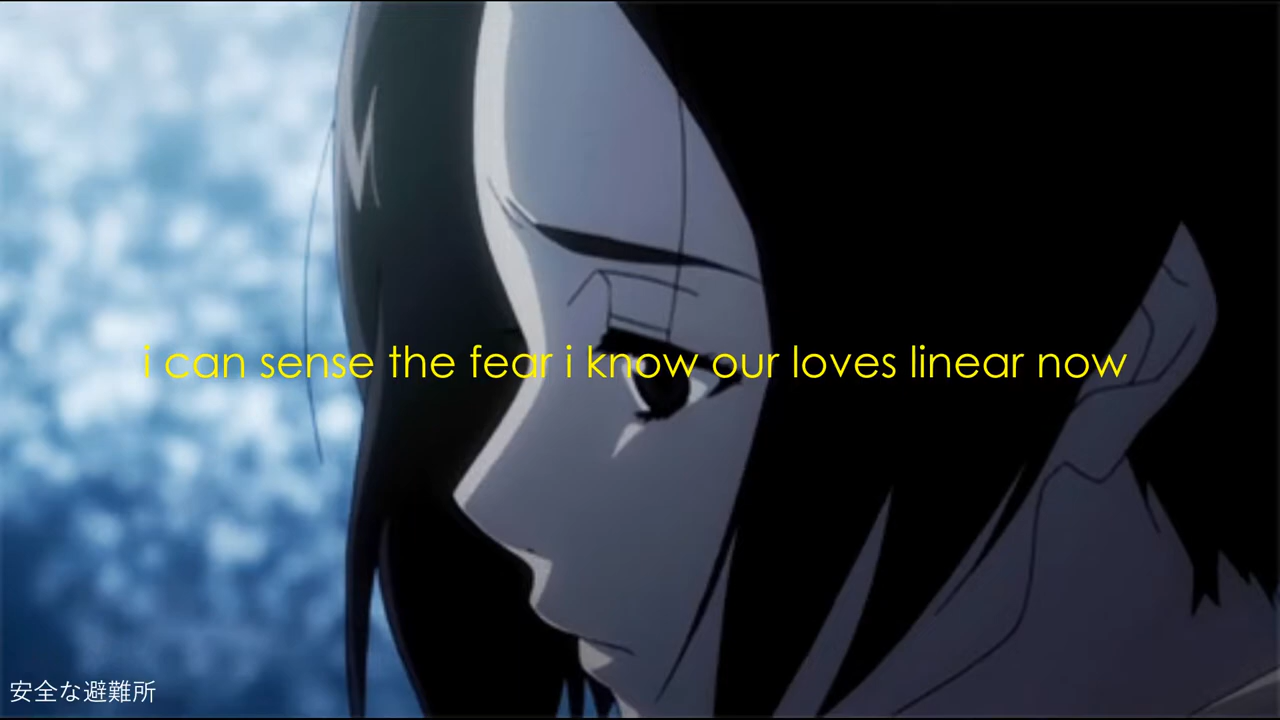 i can sense the fear i know our loves linear now
安全な避難所